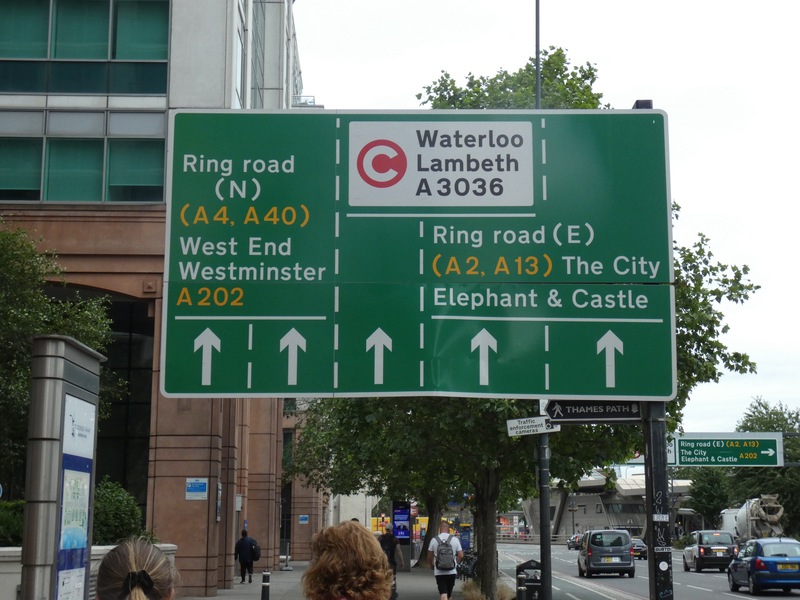 Ring road
(N)
(A4, A40)
West End
Westminster
A202
C
Waterloo
Lambeth
A3036
Ring road (E)
(A2, A13) The City
Elephant & Castle
THAMES PATH
Traffic
enforcement
cameras
Ring road (E) (A2, A13)
The City
Elephant & Castle A202